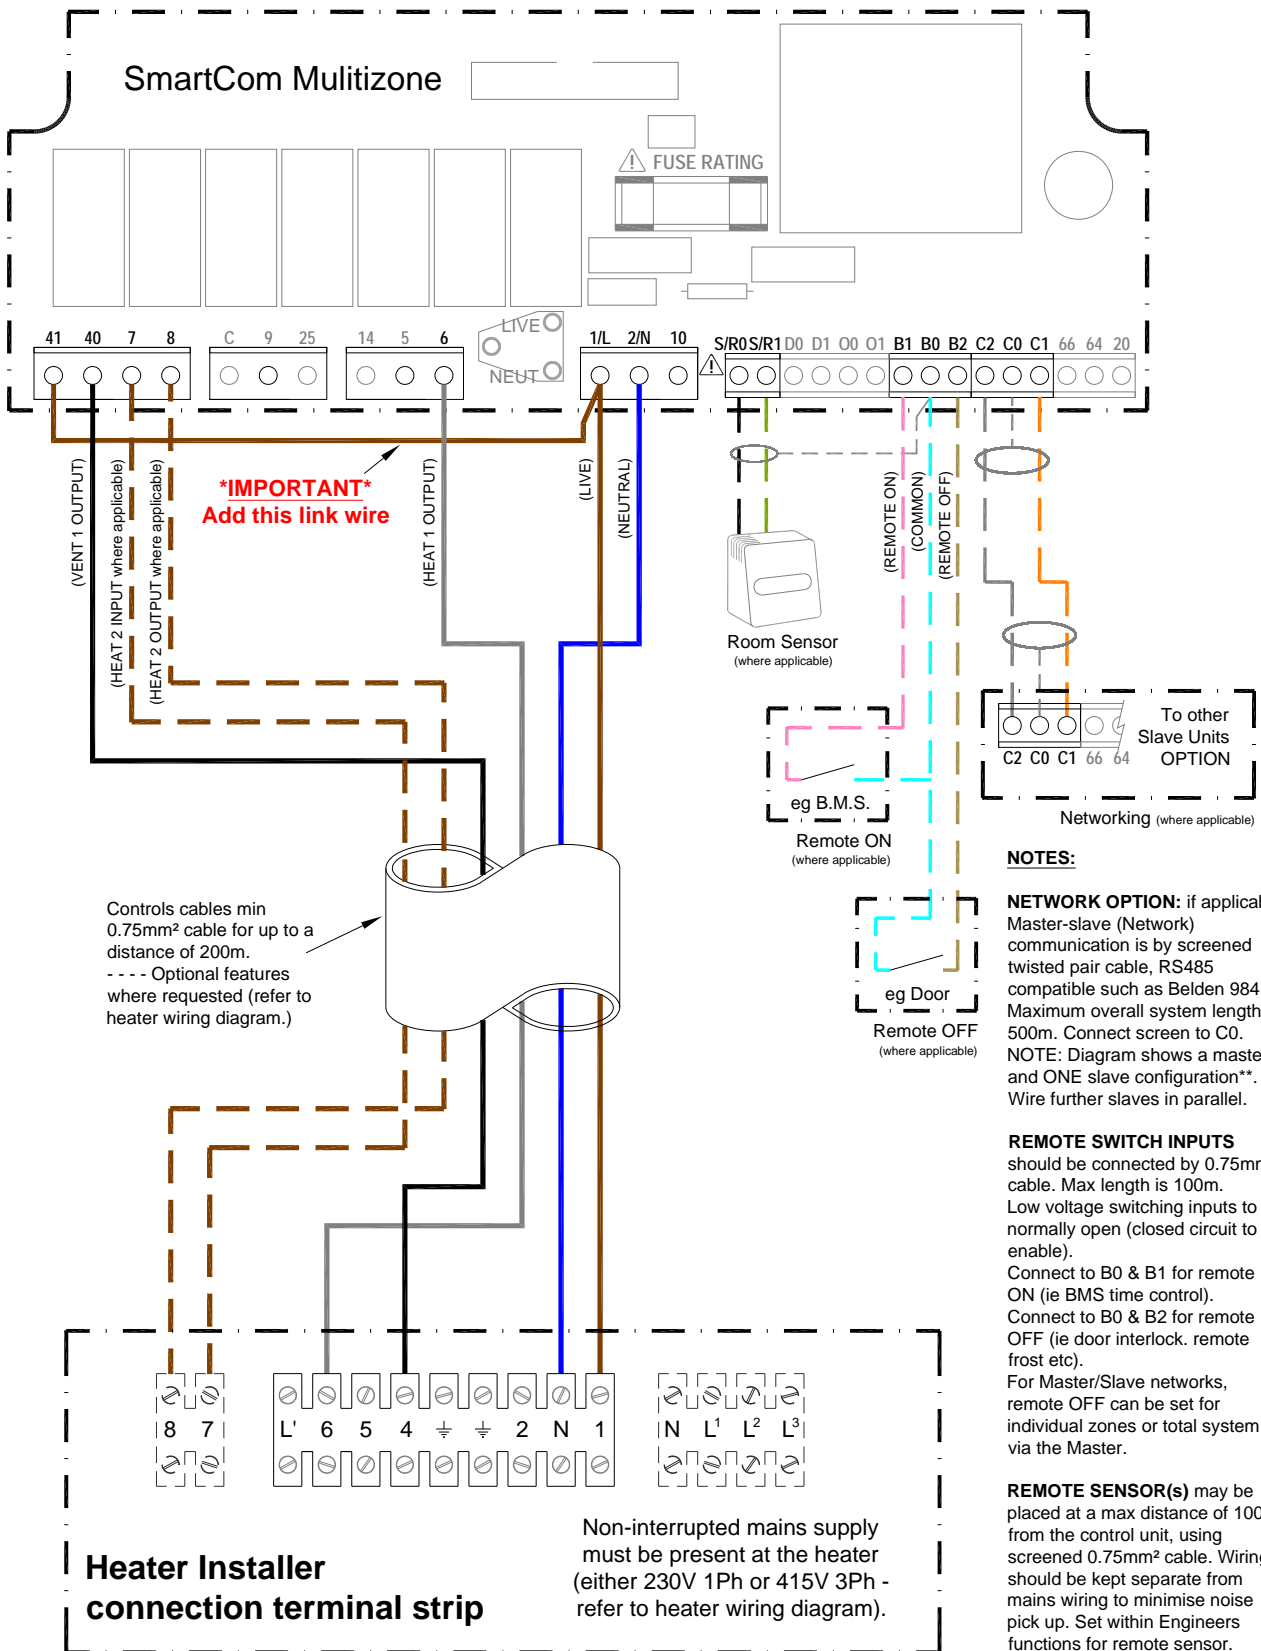 SmartCom Mulitizone
FUSE RATING
LIVE
NEUT
41 40 7 8 C 9 25 14 5 6 1/L 2/N 10 S/R0 S/R1 D0 D1 O0 O1 B1 B0 B2 C2 C0 C1 66 64 20
*IMPORTANT*
Add this link wire
(VENT 1 OUTPUT)
(HEAT 2 INPUT where applicable)
(HEAT 2 OUTPUT where applicable)
(HEAT 1 OUTPUT)
(LIVE)
(NEUTRAL)
(REMOTE ON)
(COMMON)
(REMOTE OFF)
Room Sensor
(where applicable)
eg B.M.S.
Remote ON
(where applicable)
eg Door
Remote OFF
(where applicable)
To other
Slave Units
OPTION
C2 C0 C1 66 64
Networking (where applicable)
Controls cables min
0.75mm² cable for up to a
distance of 200m.
- - - - Optional features
where requested (refer to
heater wiring diagram.)
NOTES:
NETWORK OPTION: if
Master-slave (Network)
communication is by screened
twisted pair cable, RS485
compatible such as Belden
Maximum overall system length
500m. Connect screen to C0.
NOTE: Diagram shows a
and ONE slave configuration**.
Wire further slaves in parallel.
REMOTE SWITCH INPUTS
should be connected by
cable. Max length is 100m.
Low voltage switching inputs to
normally open (closed circuit to
enable).
Connect to B0 & B1 for remote
ON (ie BMS time control).
Connect to B0 & B2 for remote
OFF (ie door interlock. remote
frost etc).
For Master/Slave networks,
remote OFF can be set for
individual zones or total system
via the Master.
REMOTE SENSOR(s) may be
placed at a max distance of
from the control unit, using
screened 0.75mm² cable.
should be kept separate from
mains wiring to minimise noise
pick up. Set within Engineers
functions for remote sensor.
8 7 L' 6 5 4 2 N 1 N L1 L2 L3
Heater Installer
connection terminal strip
Non-interrupted mains supply
must be present at the heater
(either 230V 1Ph or 415V 3Ph -
refer to heater wiring diagram).